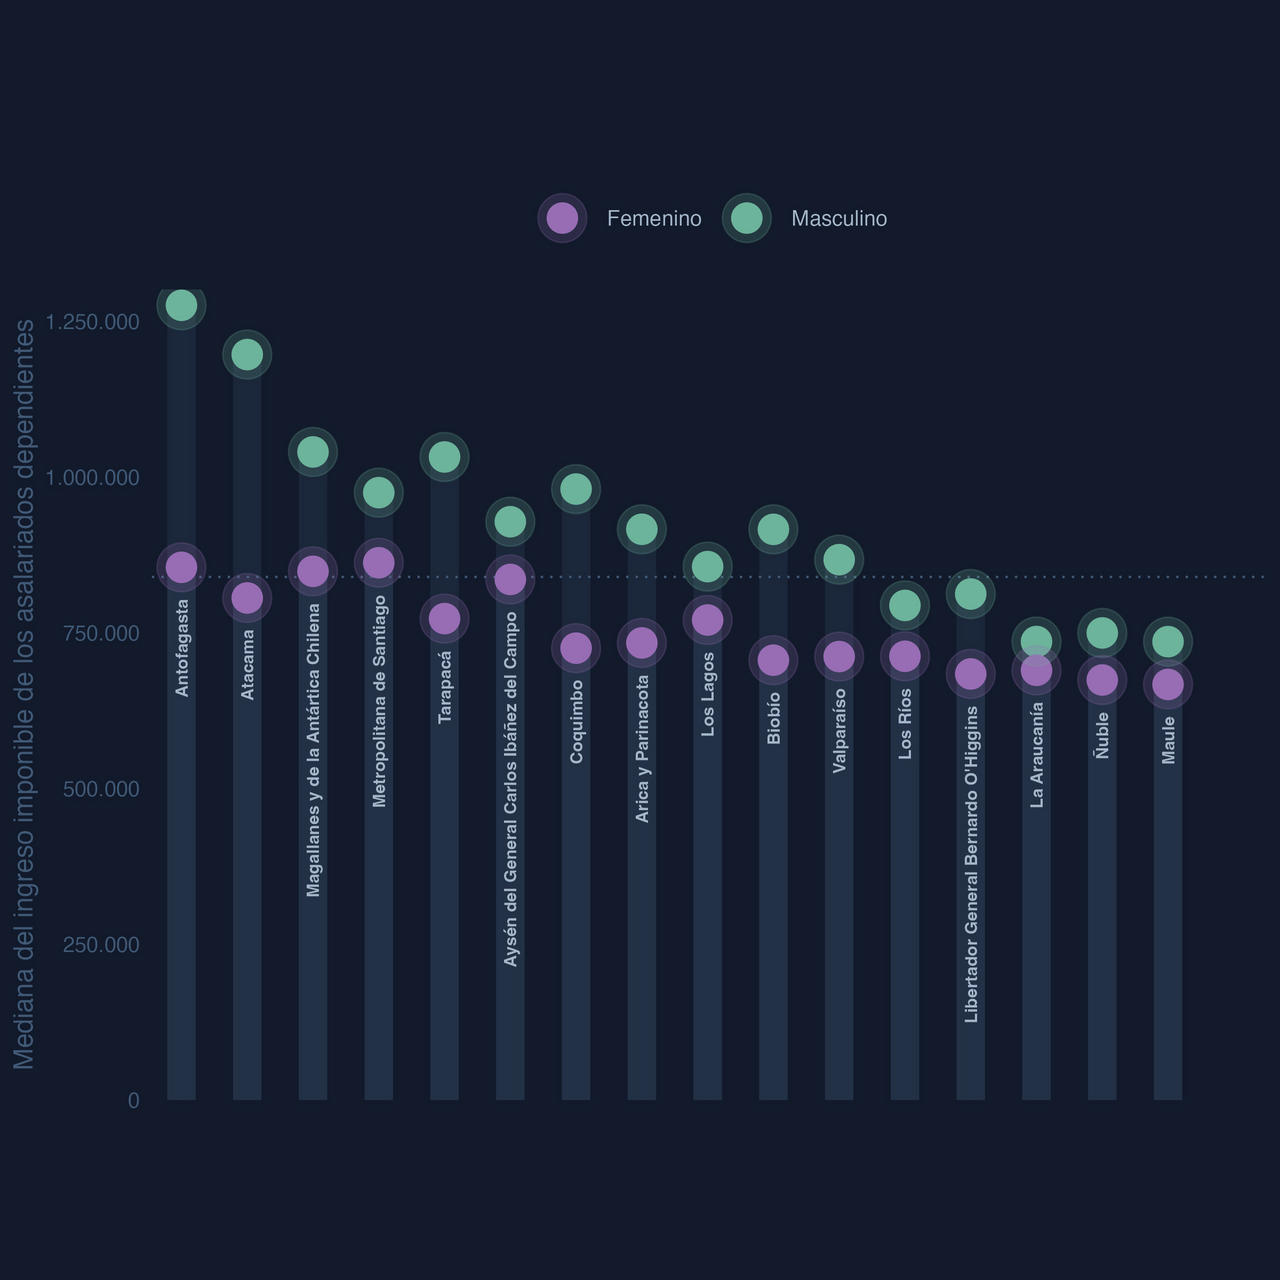 Femenino
Masculino
Mediana del ingreso imponible de los asalariados dependientes
1.250.000
1.000.000
750.000
500.000
250.000
0
Antofagasta
Atacama
Magallanes y de la Antártica Chilena
Metropolitana de Santiago
Tarapacá
Aysén del General Carlos Ibáñez del Campo
Coquimbo
Arica y Parinacota
Los Lagos
Biobío
Valparaíso
Los Ríos
Libertador General Bernardo O'Higgins
La Araucanía
Ñuble
Maule